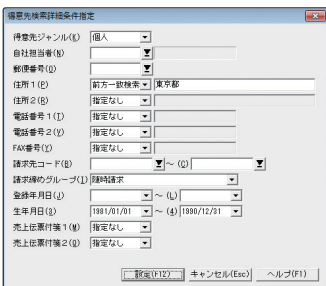 得意先検索詳細条件指定
得意先ジャンル(K) 個人
自社担当者(N)
郵便番号(O)
住所1(P) 前方一致検索 東京都
住所2(R) 指定なし
電話番号1(T) 指定なし
電話番号2(Y) 指定なし
FAX番号(Y) 指定なし
請求先コード(B) ～ (C)
請求締めグループ(I) 随時請求
登録年月日(J) ～ (L)
生年月日(3) 1981/01/01 ～ (4) 1990/12/31
売上伝票付箋1(W) 指定なし
売上伝票付箋2(Q) 指定なし
設定(F12) キャンセル(Esc) ヘルプ(F1)